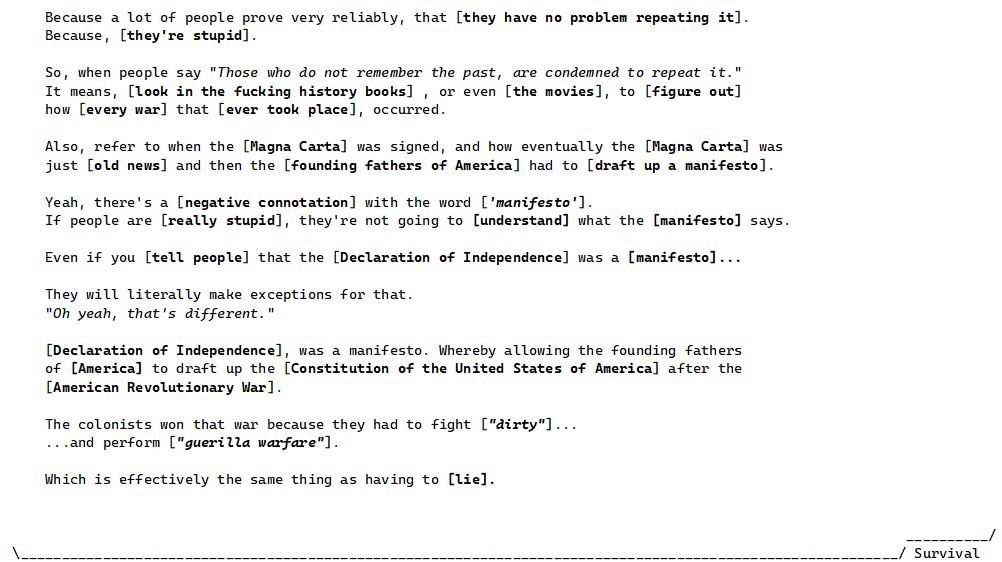 Because a lot of people prove very reliably, that [they have no problem repeating it].
Because, [they're stupid].
So, when people say "Those who do not remember the past, are condemned to repeat it."
It means, [look in the fucking history books] , or even [the movies], to [figure out]
how [every war] that [ever took place], occurred.
Also, refer to when the [Magna Carta] was signed, and how eventually the [Magna Carta] was
just [old news] and then the [founding fathers of America] had to [draft up a manifesto].
Yeah, there's a [negative connotation] with the word ['manifesto'].
If people are [really stupid], they're not going to [understand] what the [manifesto] says.
Even if you [tell people] that the [Declaration of Independence] was a [manifesto]...
They will literally make exceptions for that.
"Oh yeah, that's different."
[Declaration of Independence], was a manifesto. Whereby allowing the founding fathers
of [America] to draft up the [Constitution of the United States of America] after the
[American Revolutionary War].
The colonists won that war because they had to fight ["dirty"]...
...and perform ["guerilla warfare"].
Which is effectively the same thing as having to [lie].
__________/
\___________________________________________________________________________________________________________/ Survival